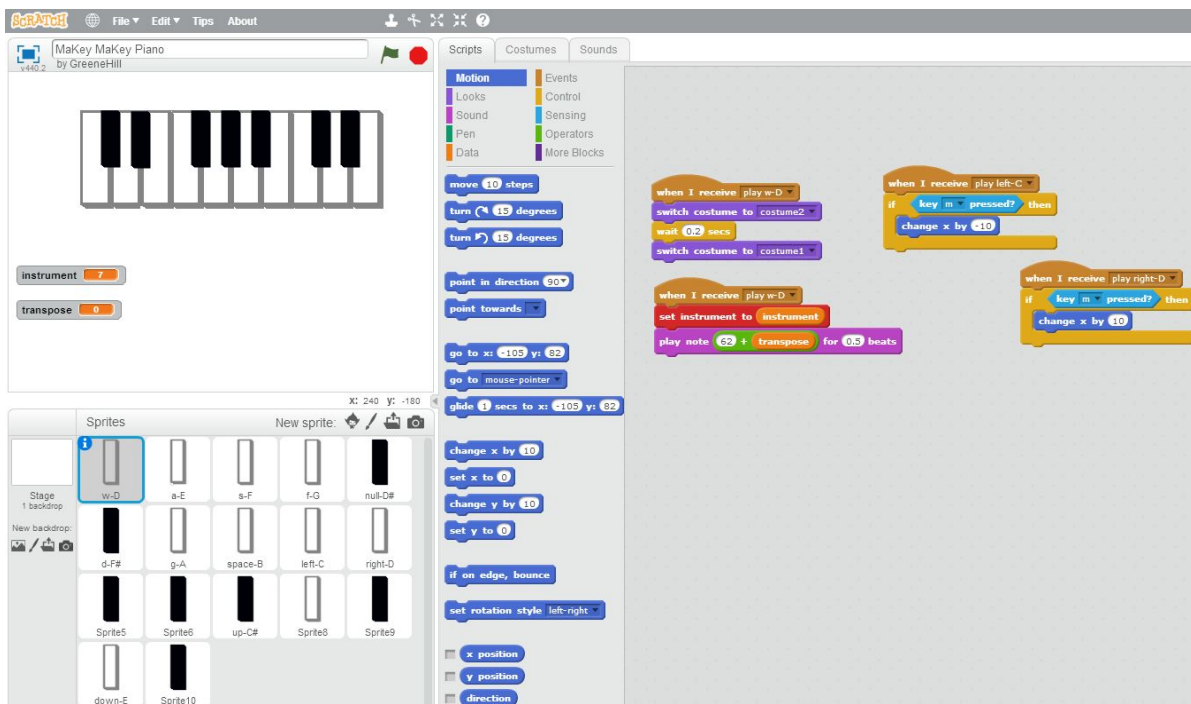 SCRATCH File Edit Tips About
MaKey MaKey Piano
by GreeneHill
v440.2
instrument 7
transpose 0
x: 240 y: -180
Sprites New sprite:
w-D a-E s-F f-G null-D#
Stage
1 backdrop
New backdrop:
d-F# g-A space-B left-C right-D
Sprite5 Sprite6 up-C# Sprite8 Sprite9
down-E Sprite10
Scripts Costumes Sounds
Motion Events
Looks Control
Sound Sensing
Pen Operators
Data More Blocks
move 10 steps
turn 15 degrees
turn 15 degrees
point in direction 90
point towards
go to x: -105 y: 82
go to mouse-pointer
glide 1 secs to x: -105 y: 82
change x by 10
set x to 0
change y by 10
set y to 0
if on edge, bounce
set rotation style left-right
x position
y position
direction
when I receive play w-D
switch costume to costume2
wait 0.2 secs
switch costume to costume1
when I receive play w-D
set instrument to instrument
play note 62 + transpose for 0.5 beats
when I receive play left-C
if key m pressed? then
change x by -10
when I receive play right-D
if key m pressed? then
change x by 10